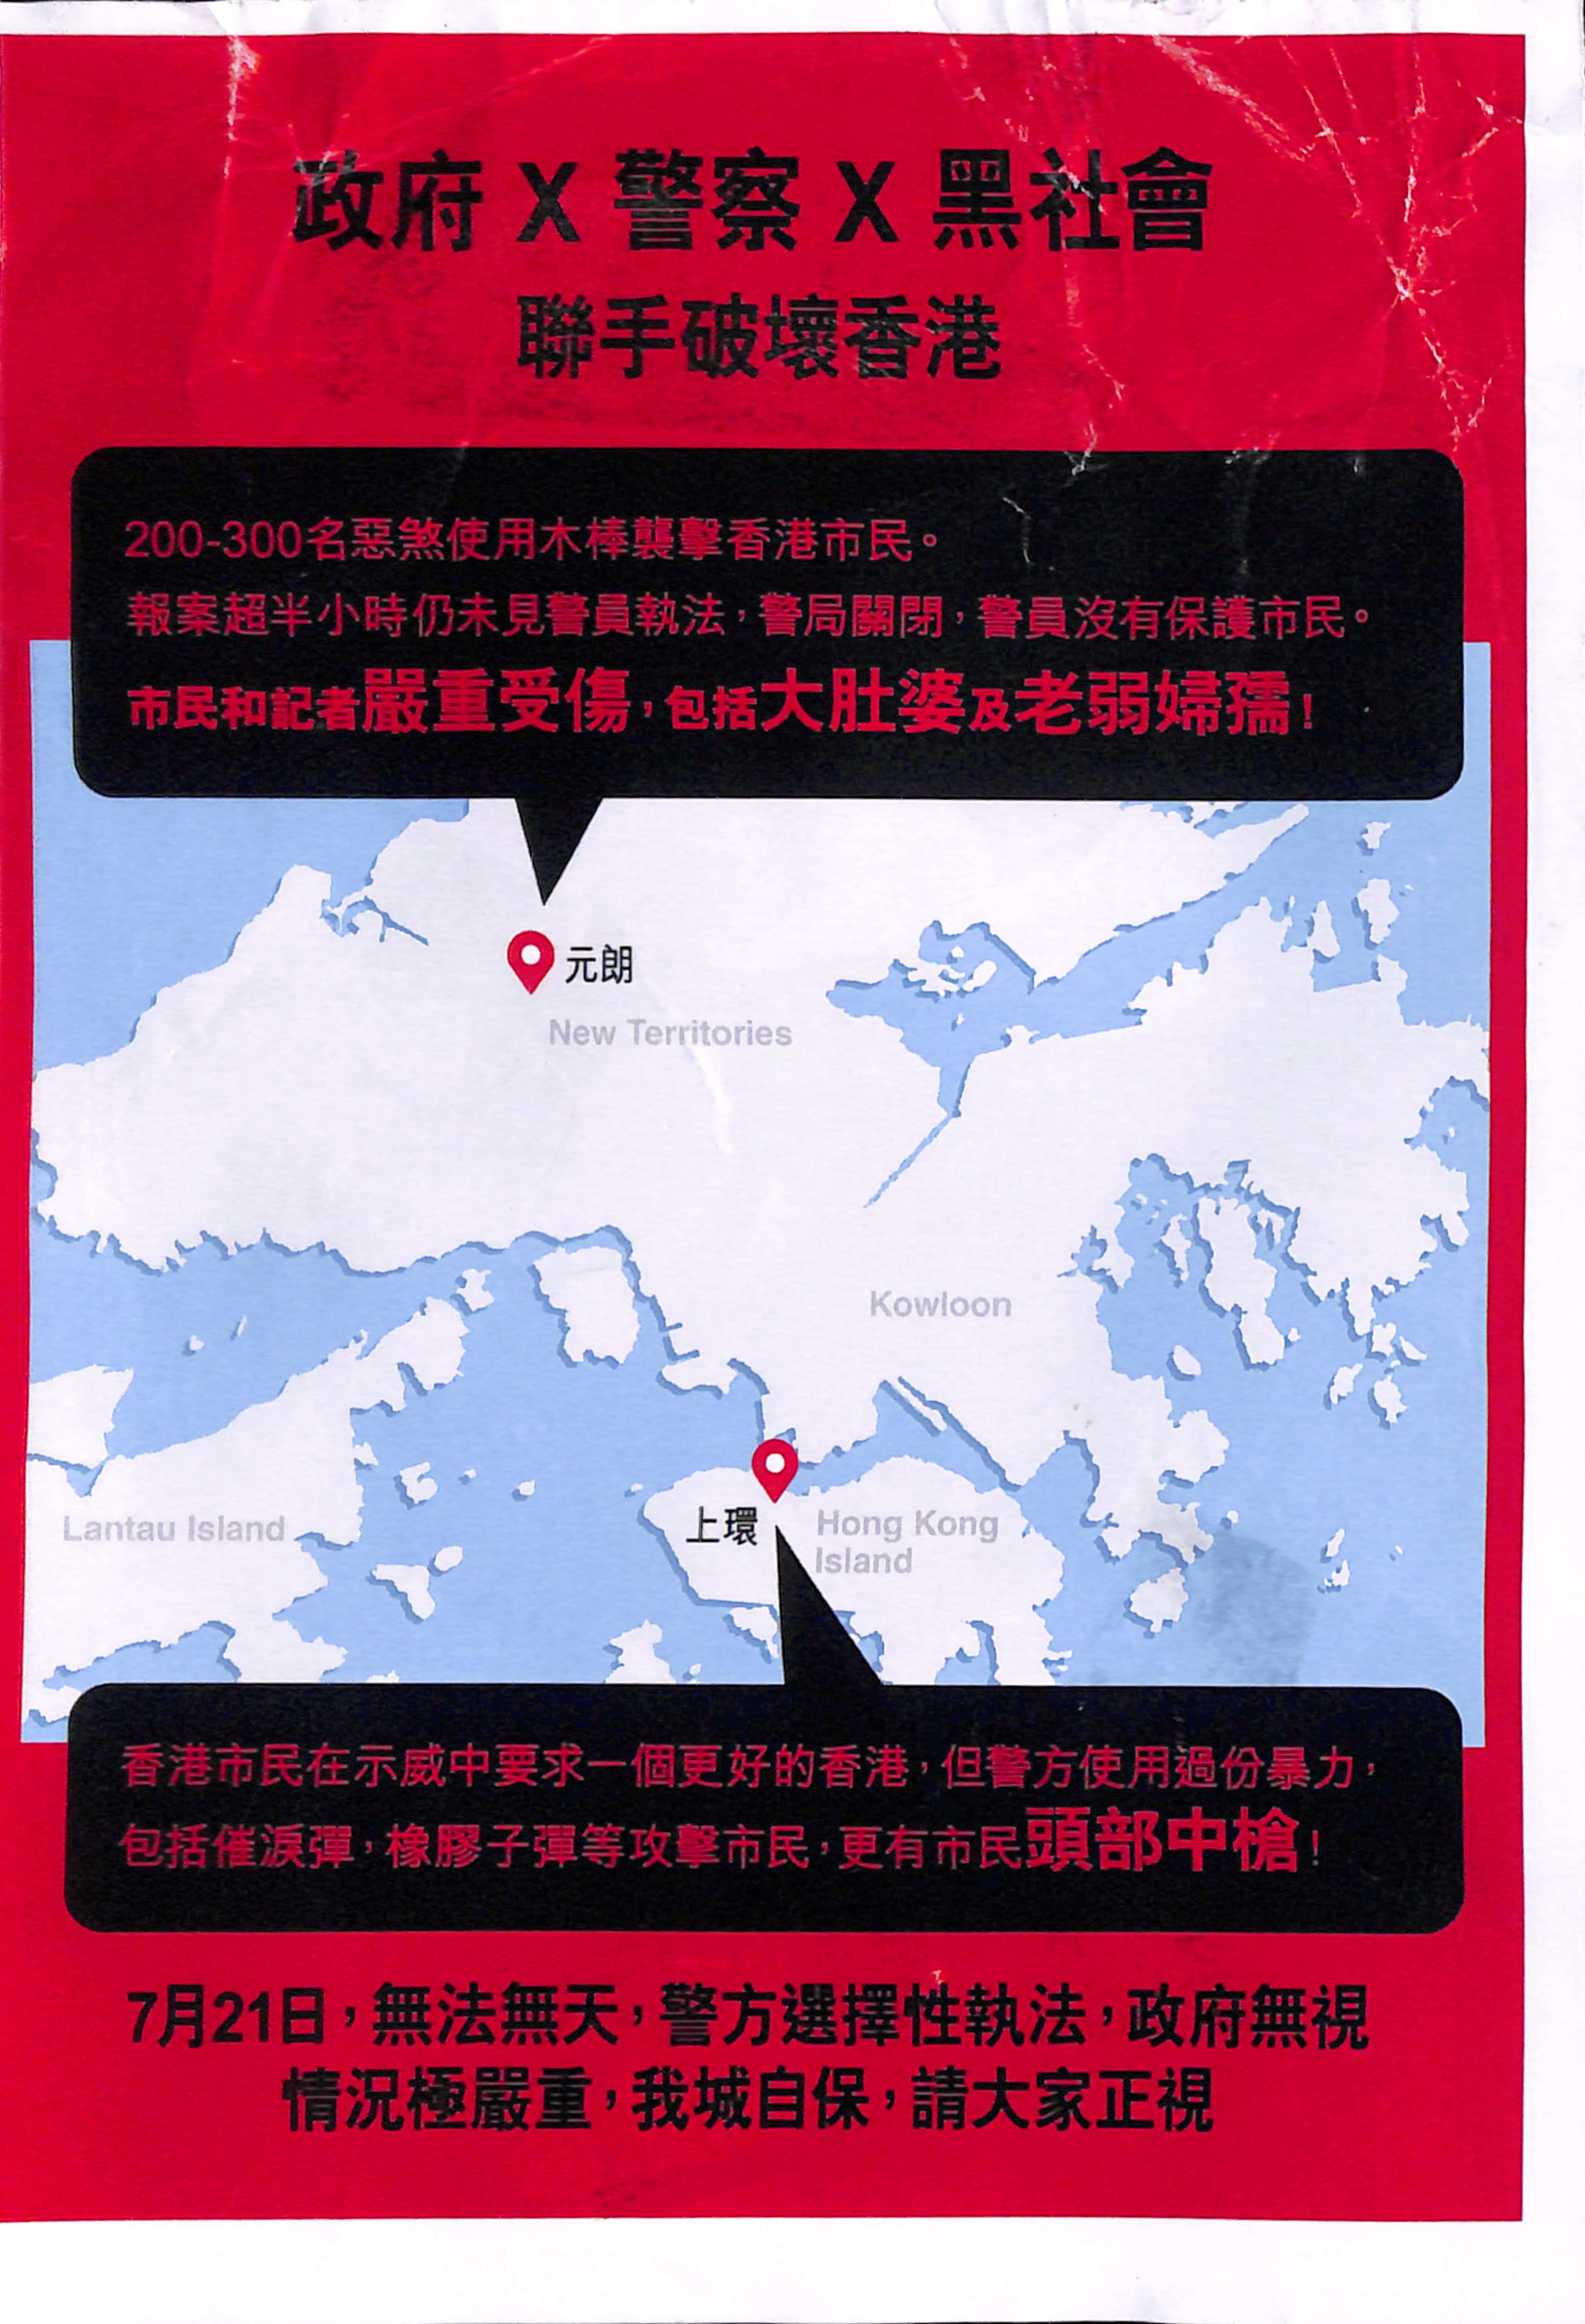 政府 X 警察 X 黑社會
聯手破壞香港
200-300名惡煞使用木棒襲擊香港市民。
報案超半小時仍未見警員執法，警局關閉，警員沒有保護市民。
市民和記者嚴重受傷，包括大肚婆及老弱婦孺！
元朗
New Territories
Kowloon
Lantau Island
上環
Hong Kong
Island
香港市民在示威中要求一個更好的香港，但警方使用過份暴力，
包括催淚彈，橡膠子彈等攻擊市民，更有市民頭部中槍！
7月21日，無法無天，警方選擇性執法，政府無視
情況極嚴重，我城自保，請大家正視